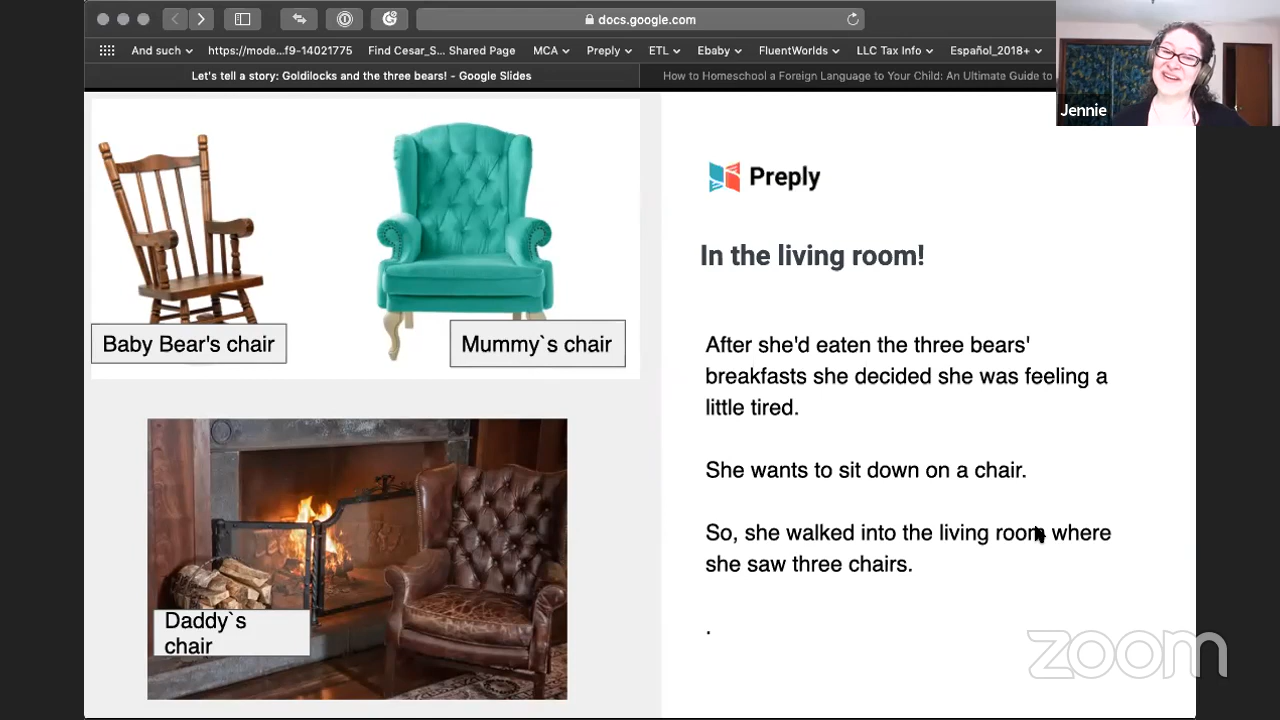 docs.google.com
And such
https://mode...f9-14021775
Find Cesar_S... Shared Page
MCA
Preply
ETL
Ebaby
FluentWorlds
LLC Tax Info
Español_2018+
Let's tell a story: Goldilocks and the three bears! - Google Slides
How to Homeschool a Foreign Language to Your Child: An Ultimate Guide to
Jennie
Baby Bear's chair
Mummy`s chair
Daddy`s
chair
Preply
In the living room!
After she'd eaten the three bears'
breakfasts she decided she was feeling a
little tired.
She wants to sit down on a chair.
So, she walked into the living room where
she saw three chairs.
.
zoom